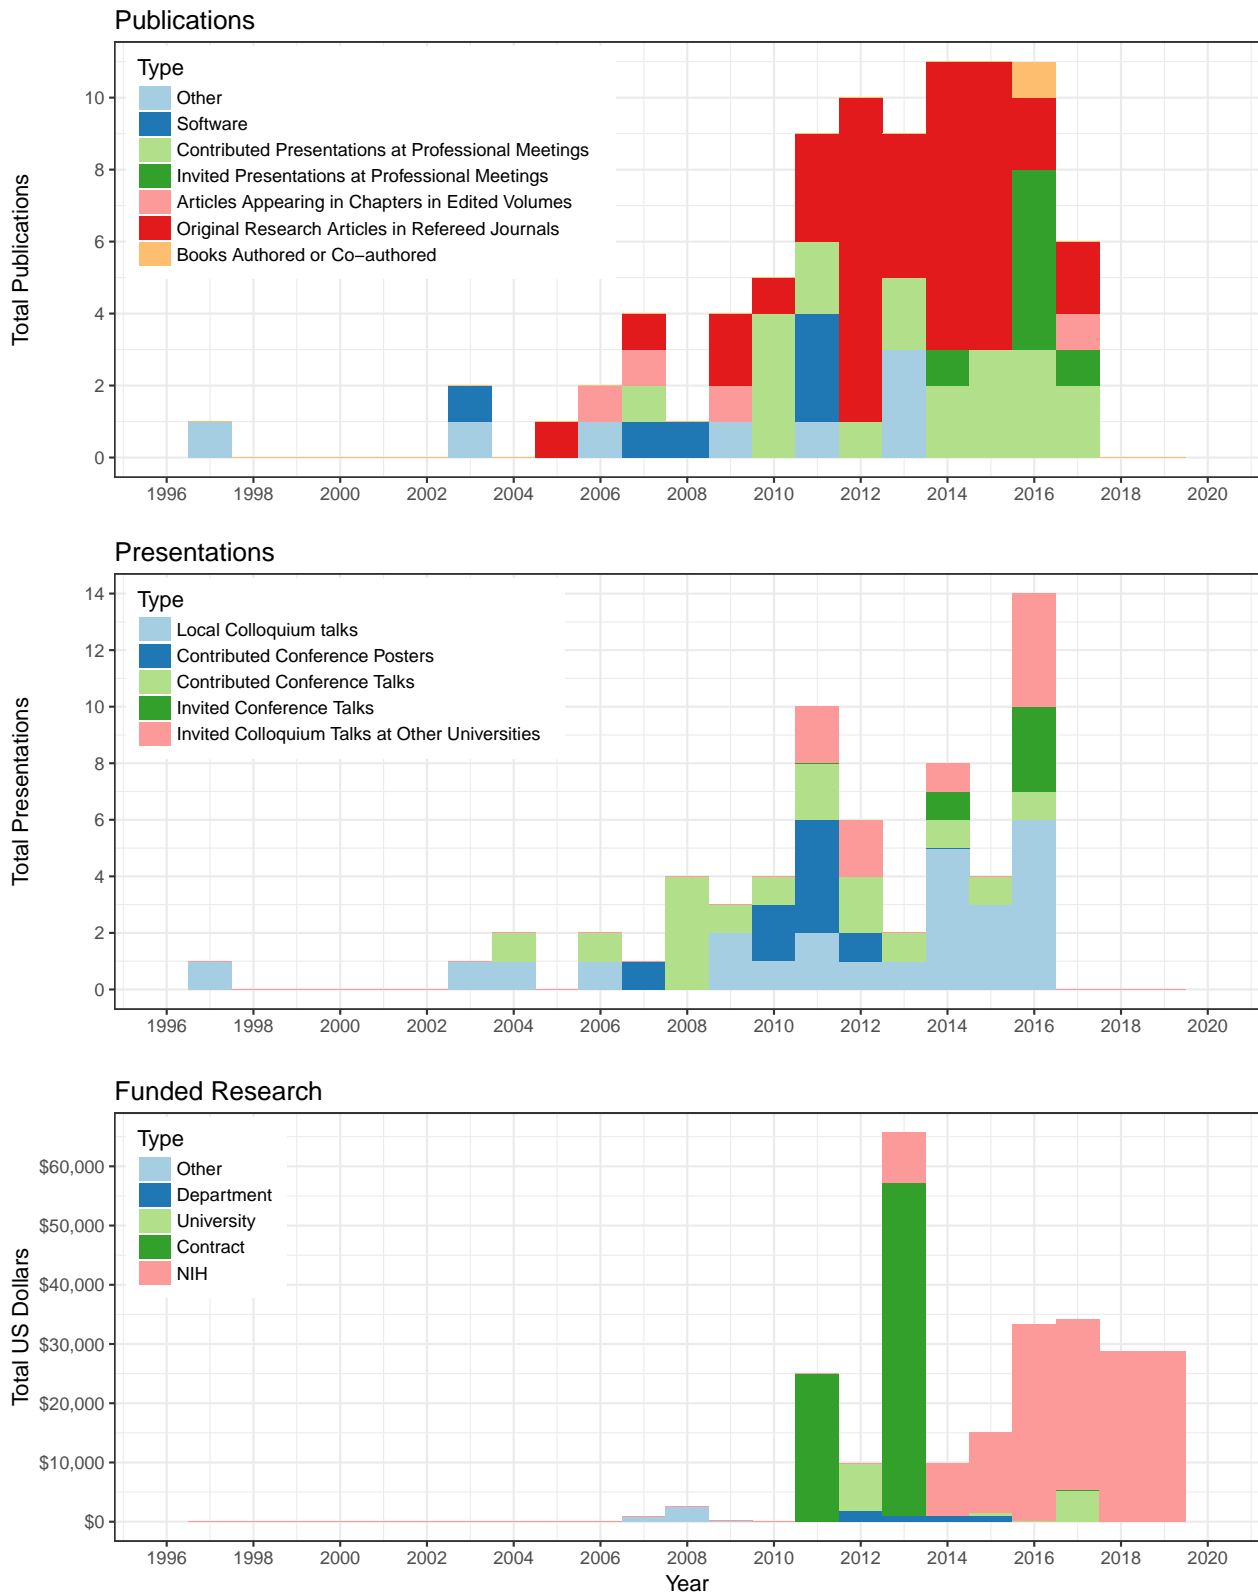 Publications
Type
Other
Software
Contributed Presentations at Professional Meetings
Invited Presentations at Professional Meetings
Articles Appearing in Chapters in Edited Volumes
Original Research Articles in Refereed Journals
Books Authored or Co−authored
Total Publications
10
8
6
4
2
0
1996 1998 2000 2002 2004 2006 2008 2010 2012 2014 2016 2018 2020
Presentations
Type
Local Colloquium talks
Contributed Conference Posters
Contributed Conference Talks
Invited Conference Talks
Invited Colloquium Talks at Other Universities
Total Presentations
14
12
10
8
6
4
2
0
1996 1998 2000 2002 2004 2006 2008 2010 2012 2014 2016 2018 2020
Funded Research
Type
Other
Department
University
Contract
NIH
Total US Dollars
$60,000
$50,000
$40,000
$30,000
$20,000
$10,000
$0
1996 1998 2000 2002 2004 2006 2008 2010 2012 2014 2016 2018 2020
Year